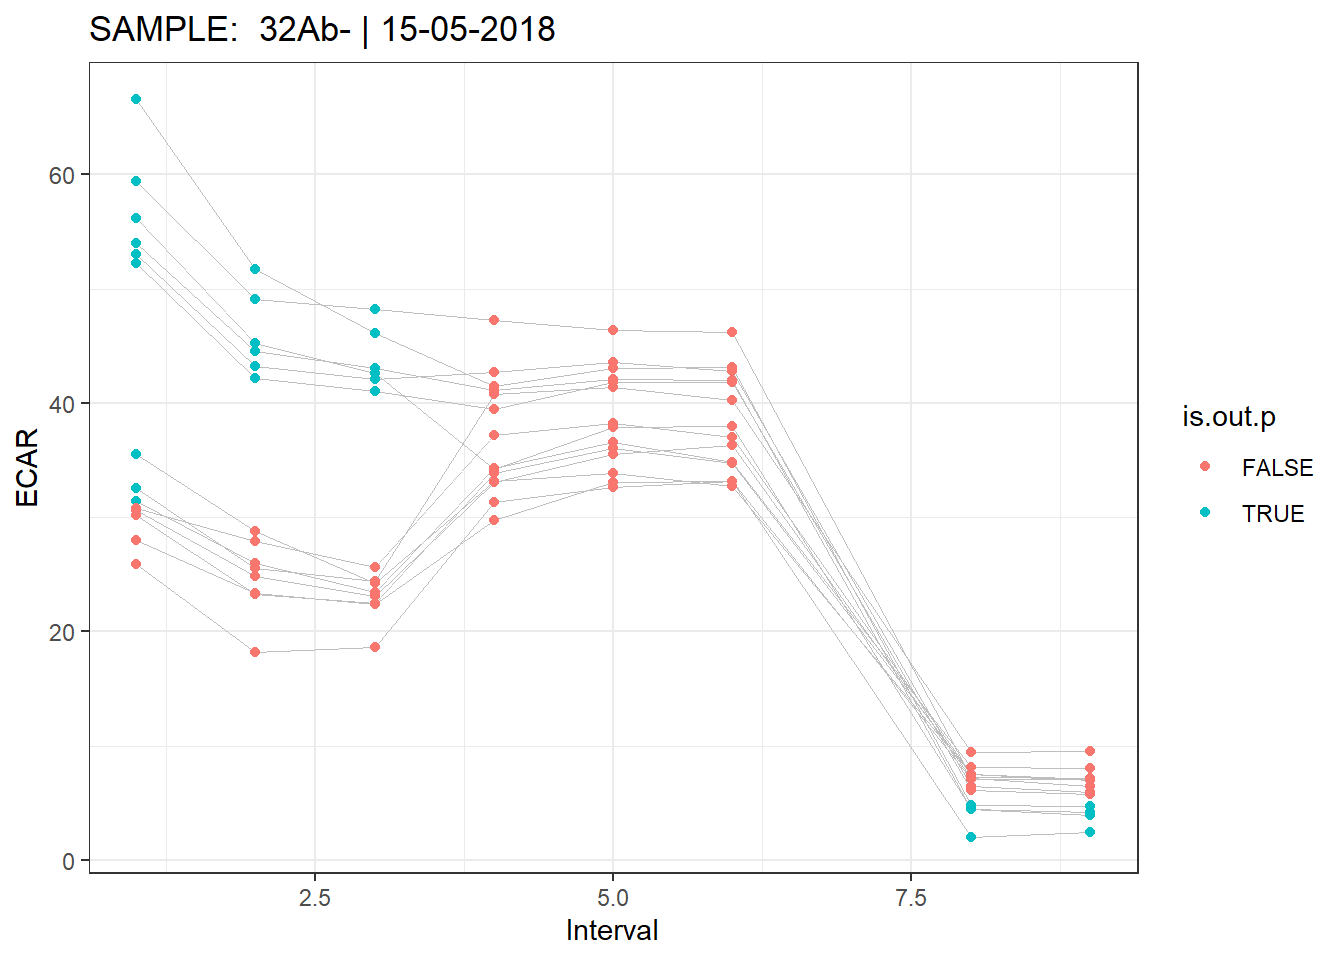 SAMPLE:  32Ab- | 15-05-2018
60
40
20
0
ECAR
2.5
5.0
7.5
Interval
is.out.p
FALSE
TRUE